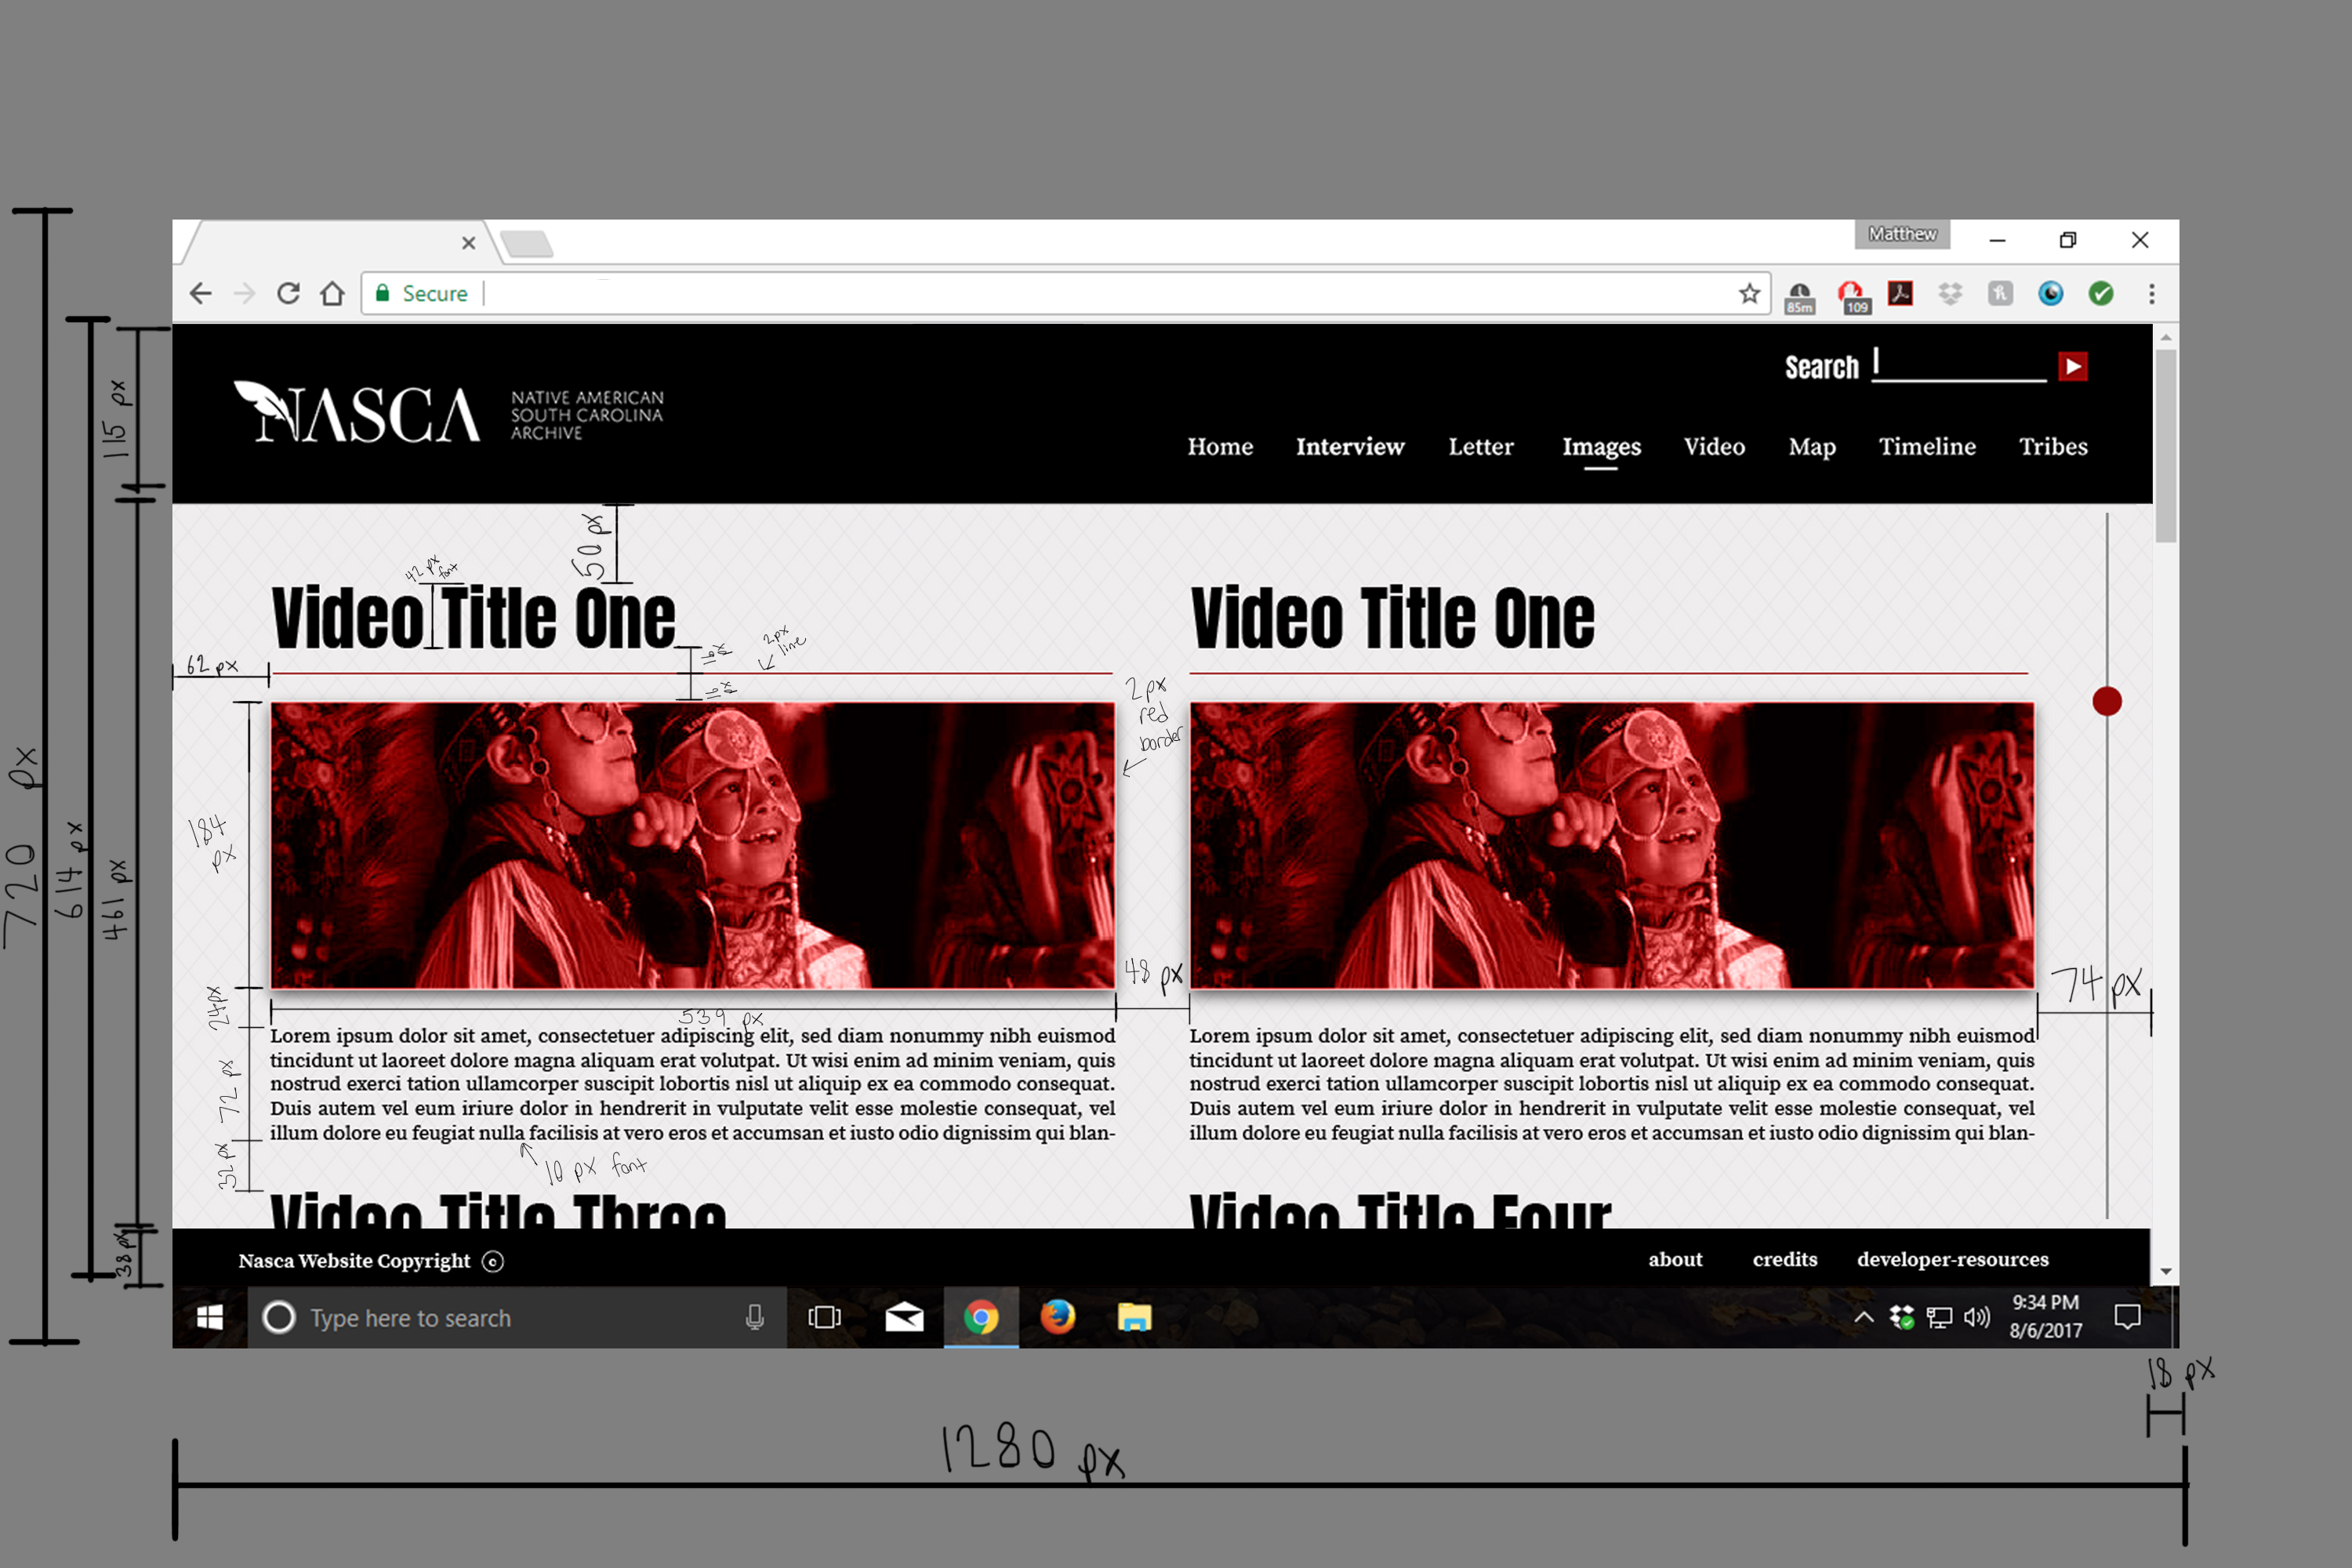 Matthew
Secure
85m
109
Search
NASCA
NATIVE AMERICAN
SOUTH CAROLINA
ARCHIVE
Home Interview Letter Images Video Map Timeline Tribes
115 px
50 px
42 px
font
Video Title One
Video Title One
2px
line
62 px
2px
red
border
720 px
614 px
461 px
184
px
48 px
74 px
24px
539 px
Lorem ipsum dolor sit amet, consectetuer adipiscing elit, sed diam nonummy nibh euismod
tincidunt ut laoreet dolore magna aliquam erat volutpat. Ut wisi enim ad minim veniam, quis
nostrud exerci tation ullamcorper suscipit lobortis nisl ut aliquip ex ea commodo consequat.
Duis autem vel eum iriure dolor in hendrerit in vulputate velit esse molestie consequat, vel
illum dolore eu feugiat nulla facilisis at vero eros et accumsan et iusto odio dignissim qui blan-
Lorem ipsum dolor sit amet, consectetuer adipiscing elit, sed diam nonummy nibh euismod
tincidunt ut laoreet dolore magna aliquam erat volutpat. Ut wisi enim ad minim veniam, quis
nostrud exerci tation ullamcorper suscipit lobortis nisl ut aliquip ex ea commodo consequat.
Duis autem vel eum iriure dolor in hendrerit in vulputate velit esse molestie consequat, vel
illum dolore eu feugiat nulla facilisis at vero eros et accumsan et iusto odio dignissim qui blan-
72 px
32 px
10 px font
Video Title Three
Video Title Four
38 px
Nasca Website Copyright ©
about credits developer-resources
Type here to search
9:34 PM
8/6/2017
18 px
1280 px